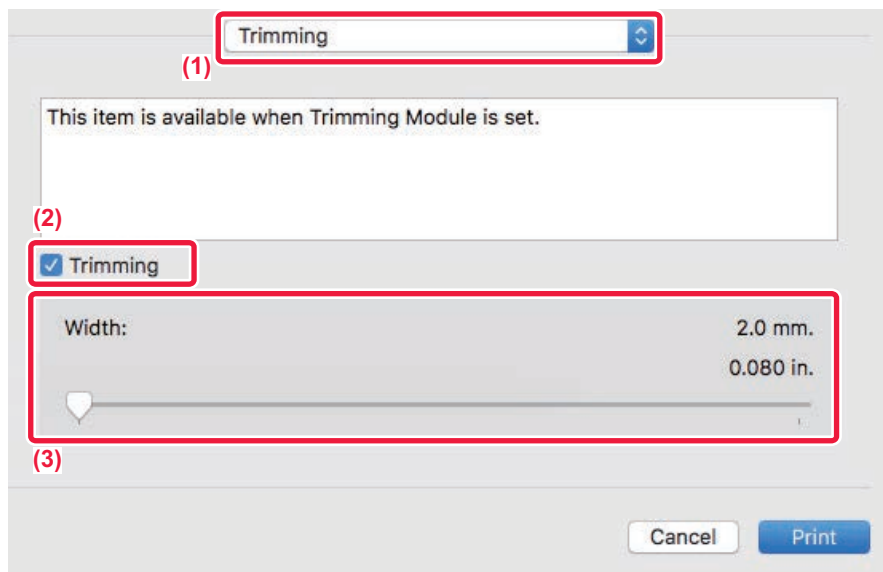 Trimming
(1)
This item is available when Trimming Module is set.
(2)
Trimming
Width: 2.0 mm.
0.080 in.
(3)
Cancel Print